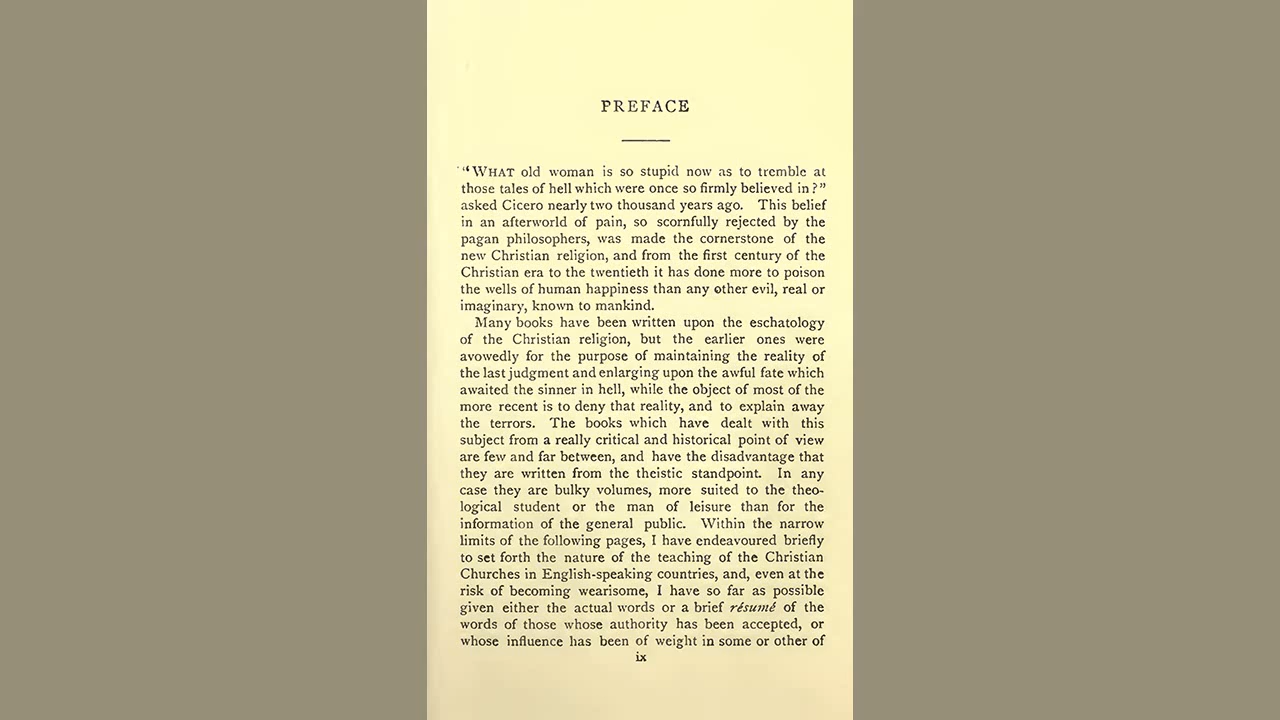 PREFACE
"WHAT old woman is so stupid now as to tremble at
those tales of hell which were once so firmly believed in?"
asked Cicero nearly two thousand years ago. This belief
in an afterworld of pain, so scornfully rejected by the
pagan philosophers, was made the cornerstone of the
new Christian religion, and from the first century of the
Christian era to the twentieth it has done more to poison
the wells of human happiness than any other evil, real or
imaginary, known to mankind.
Many books have been written upon the eschatology
of the Christian religion, but the earlier ones were
avowedly for the purpose of maintaining the reality of
the last judgment and enlarging upon the awful fate which
awaited the sinner in hell, while the object of most of the
more recent is to deny that reality, and to explain away
the terrors. The books which have dealt with this
subject from a really critical and historical point of view
are few and far between, and have the disadvantage that
they are written from the theistic standpoint. In any
case they are bulky volumes, more suited to the theo-
logical student or the man of leisure than for the
information of the general public. Within the narrow
limits of the following pages, I have endeavoured briefly
to set forth the nature of the teaching of the Christian
Churches in English-speaking countries, and, even at the
risk of becoming wearisome, I have so far as possible
given either the actual words or a brief résumé of the
words of those whose authority has been accepted, or
whose influence has been of weight in some or other of
ix